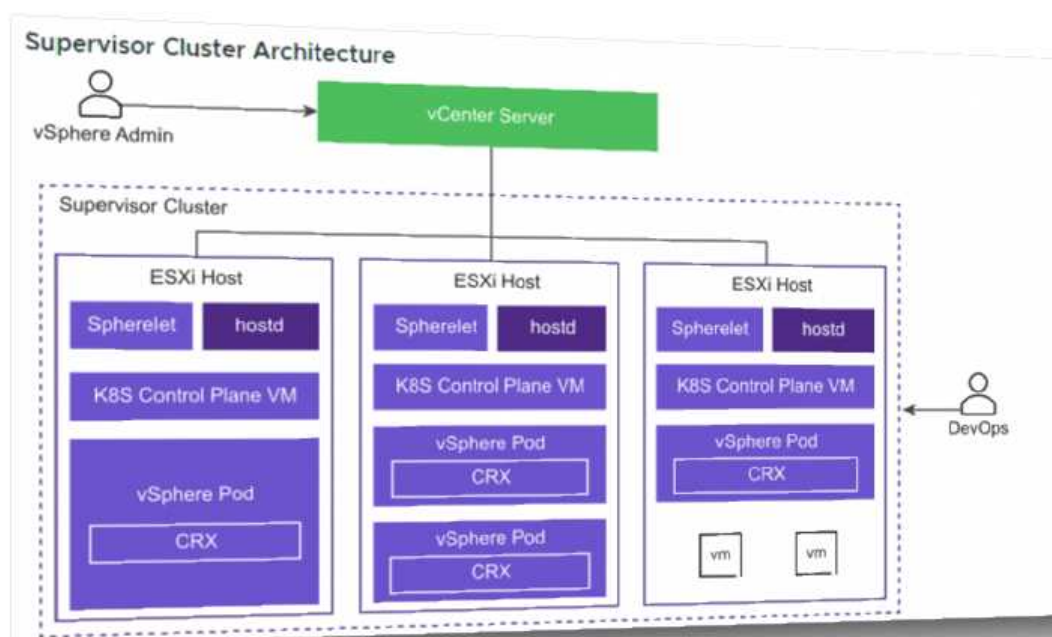 Supervisor Cluster Architecture
vSphere Admin
vCenter Server
Supervisor Cluster
ESXi Host
Spherelet
hostd
K8S Control Plane VM
vSphere Pod
CRX
ESXi Host
Spherelet
hostd
K8S Control Plane VM
vSphere Pod
CRX
vSphere Pod
CRX
ESXi Host
Spherelet
hostd
K8S Control Plane VM
vSphere Pod
CRX
vm
vm
DevOps